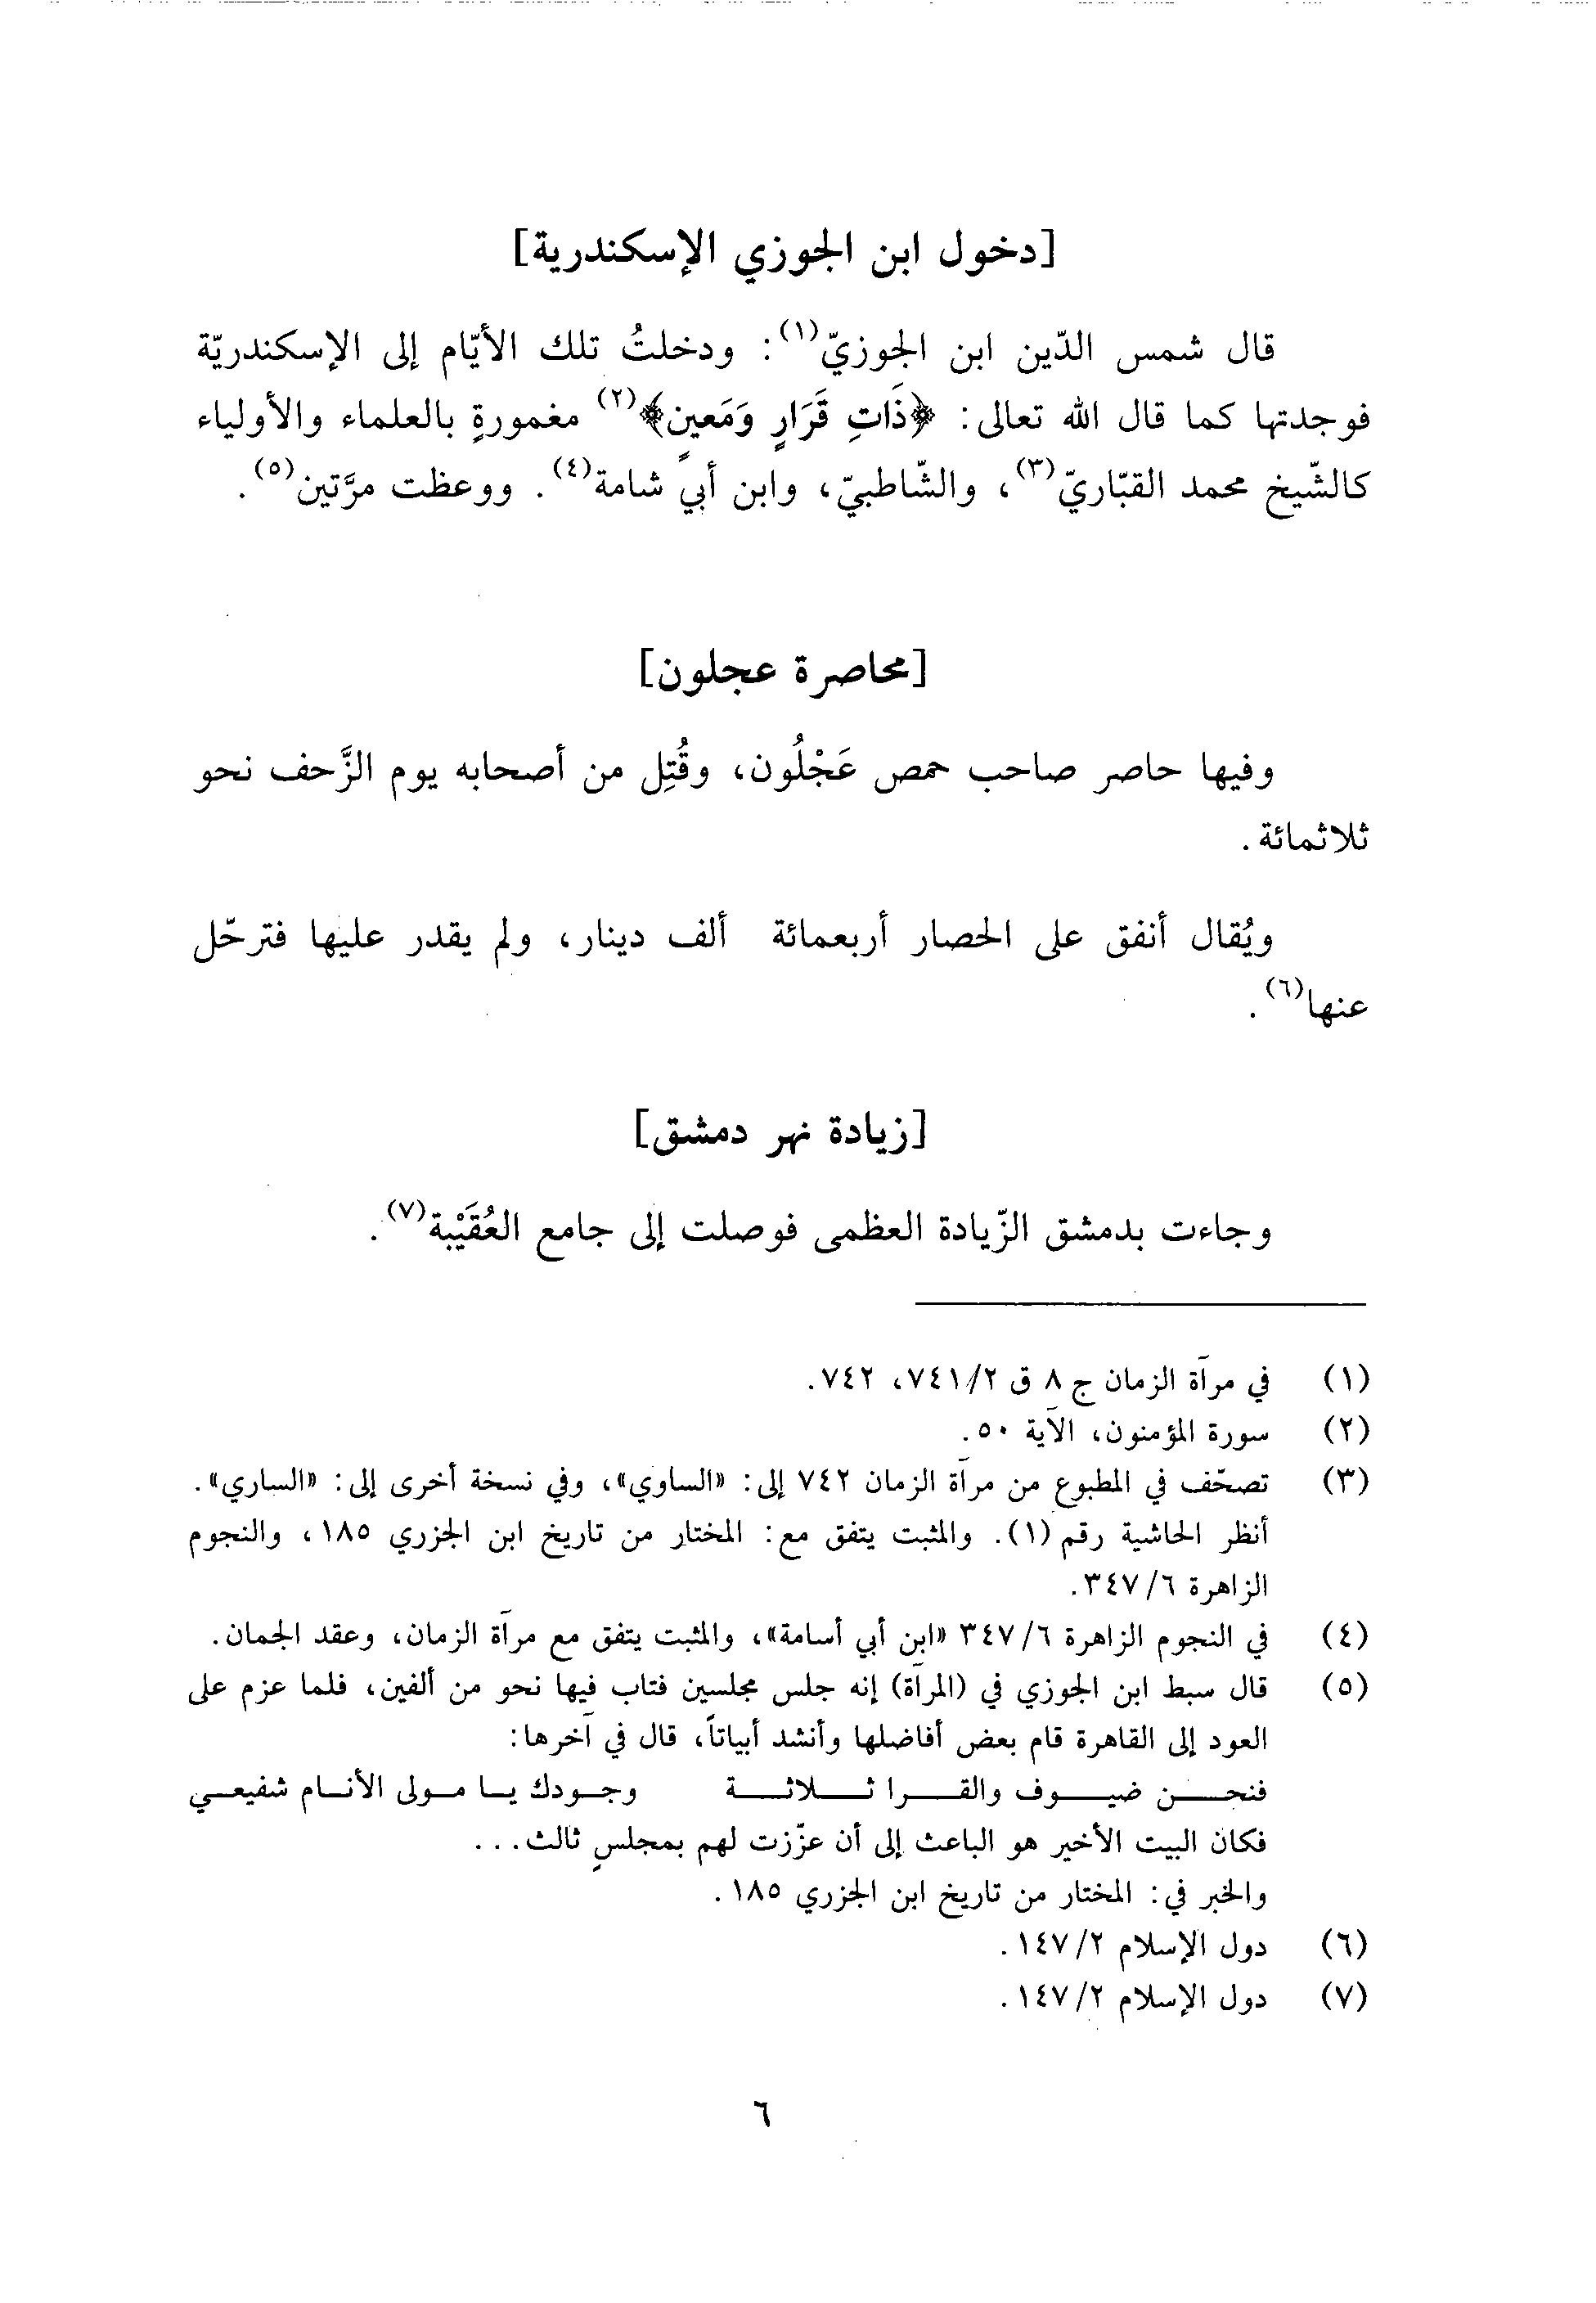 [دخول ابن الجوزي الإسكندرية]
قال شمس الدّين ابن الجوزيّ(١): ودخلتُ تلك الأيّام إلى الإسكندريّة
فوجدتها كما قال الله تعالى: ﴿ذَاتِ قَرَارٍ وَمَعينٍ﴾(٢) مغمورةٍ بالعلماء والأولياء
كالشّيخ محمد القبّاريّ(٣)، والشّاطبيّ، وابن أبي شامة(٤). ووعظت مرَّتين(٥).
[محاصرة عجلون]
وفيها حاصر صاحب حمص عَجْلُون، وقُتِل من أصحابه يوم الزَّحف نحو
ثلاثمائة.
ويُقال أنفق على الحصار أربعمائة ألف دينار، ولم يقدر عليها فترحّل
عنها(٦).
[زيادة نهر دمشق]
وجاءت بدمشق الزّيادة العظمى فوصلت إلى جامع العُقَيْبة(٧).
(١) في مرآة الزمان ج ٨ ق ٢/٧٤١، ٧٤٢.
(٢) سورة المؤمنون، الآية ٥٠.
(٣) تصحّف في المطبوع من مرآة الزمان ٧٤٢ إلى: «الساوي»، وفي نسخة أخرى إلى: «الساري».
أنظر الحاشية رقم (١). والمثبت يتفق مع: المختار من تاريخ ابن الجزري ١٨٥، والنجوم
الزاهرة ٦/٣٤٧.
(٤) في النجوم الزاهرة ٦/٣٤٧ «ابن أبي أسامة»، والمثبت يتفق مع مرآة الزمان، وعقد الجمان.
(٥) قال سبط ابن الجوزي في (المرآة) إنه جلس مجلسين فتاب فيها نحو من ألفين، فلما عزم على
العود إلى القاهرة قام بعض أفاضلها وأنشد أبياتاً، قال في آخرها:
فنحـــن ضيـــوف والقـــرا ثـــلاثـــة وجـودك يـا مـولى الأنـام شفيعـي
فكان البيت الأخير هو الباعث إلى أن عزّزت لهم بمجلسٍ ثالث...
والخبر في: المختار من تاريخ ابن الجزري ١٨٥.
(٦) دول الإسلام ٢/١٤٧.
(٧) دول الإسلام ٢/١٤٧.
٦